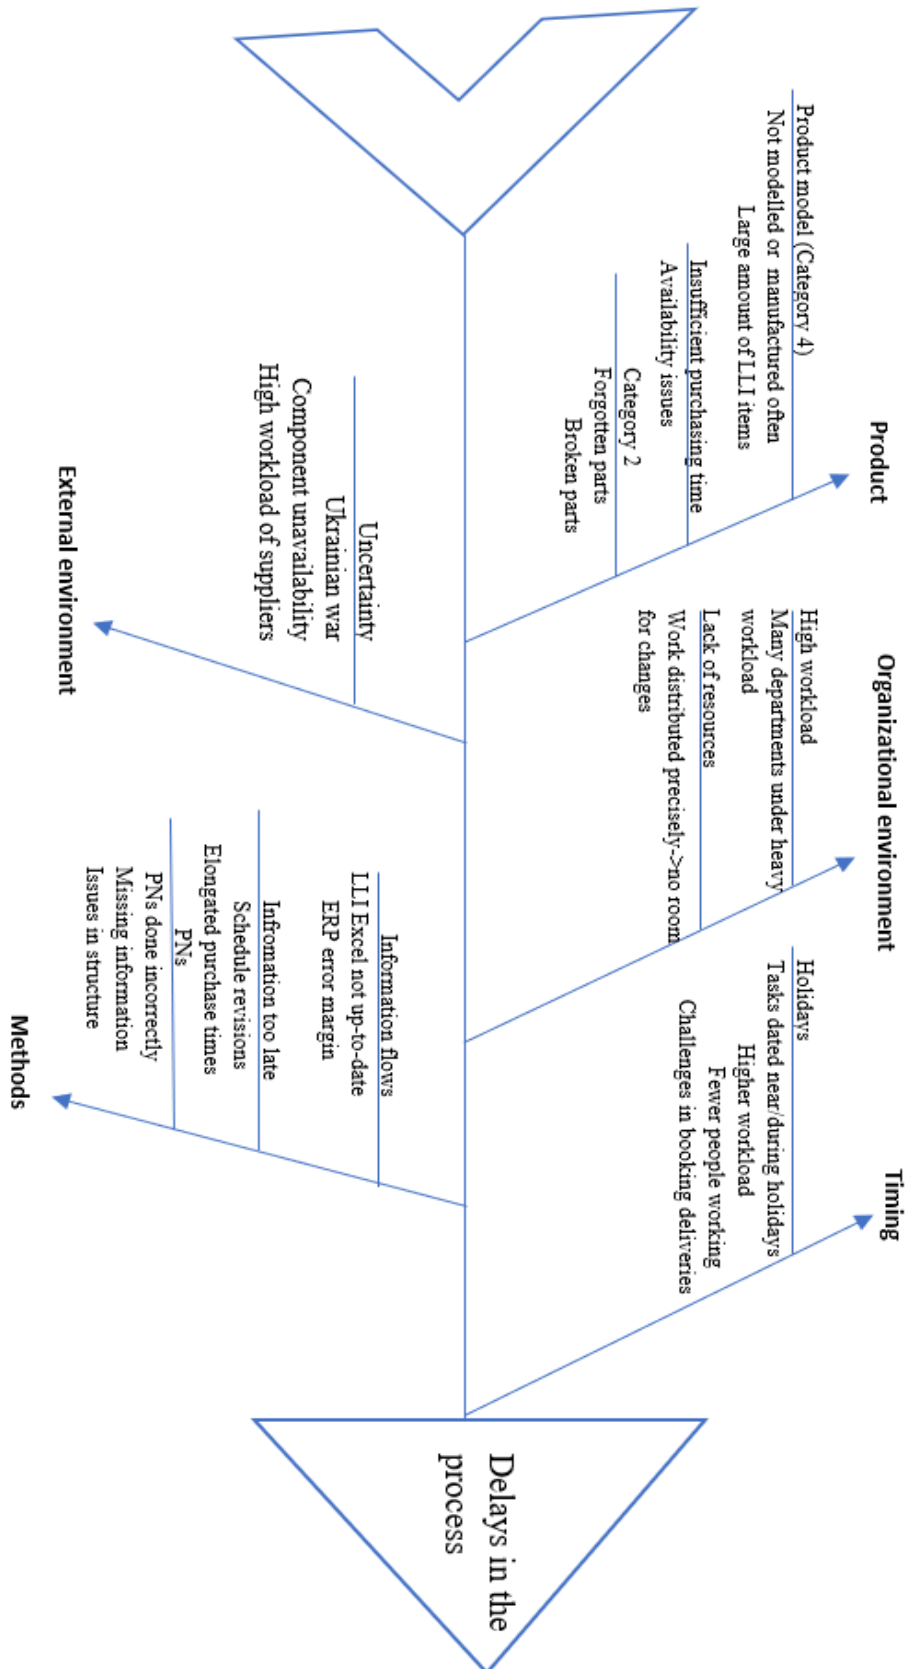 Product
Product model (Category 4)
Not modelled or manufactured often
Large amount of LLI items
Insufficient purchasing time
Availability issues
Category 2
Forgotten parts
Broken parts
Organizational environment
High workload
Many departments under heavy
workload
Lack of resources
Work distributed precisely->no room
for changes
Timing
Holidays
Tasks dated near/during holidays
Higher workload
Fewer people working
Challenges in booking deliveries
Uncertainty
Ukrainian war
Component unavailability
High workload of suppliers
External environment
Information flows
LLI Excel not up-to-date
ERP error margin
Infromation too late
Schedule revisions
Elongated purchase times
PNs
PNs done incorrectly
Missing information
Issues in structure
Methods
Delays in the
process